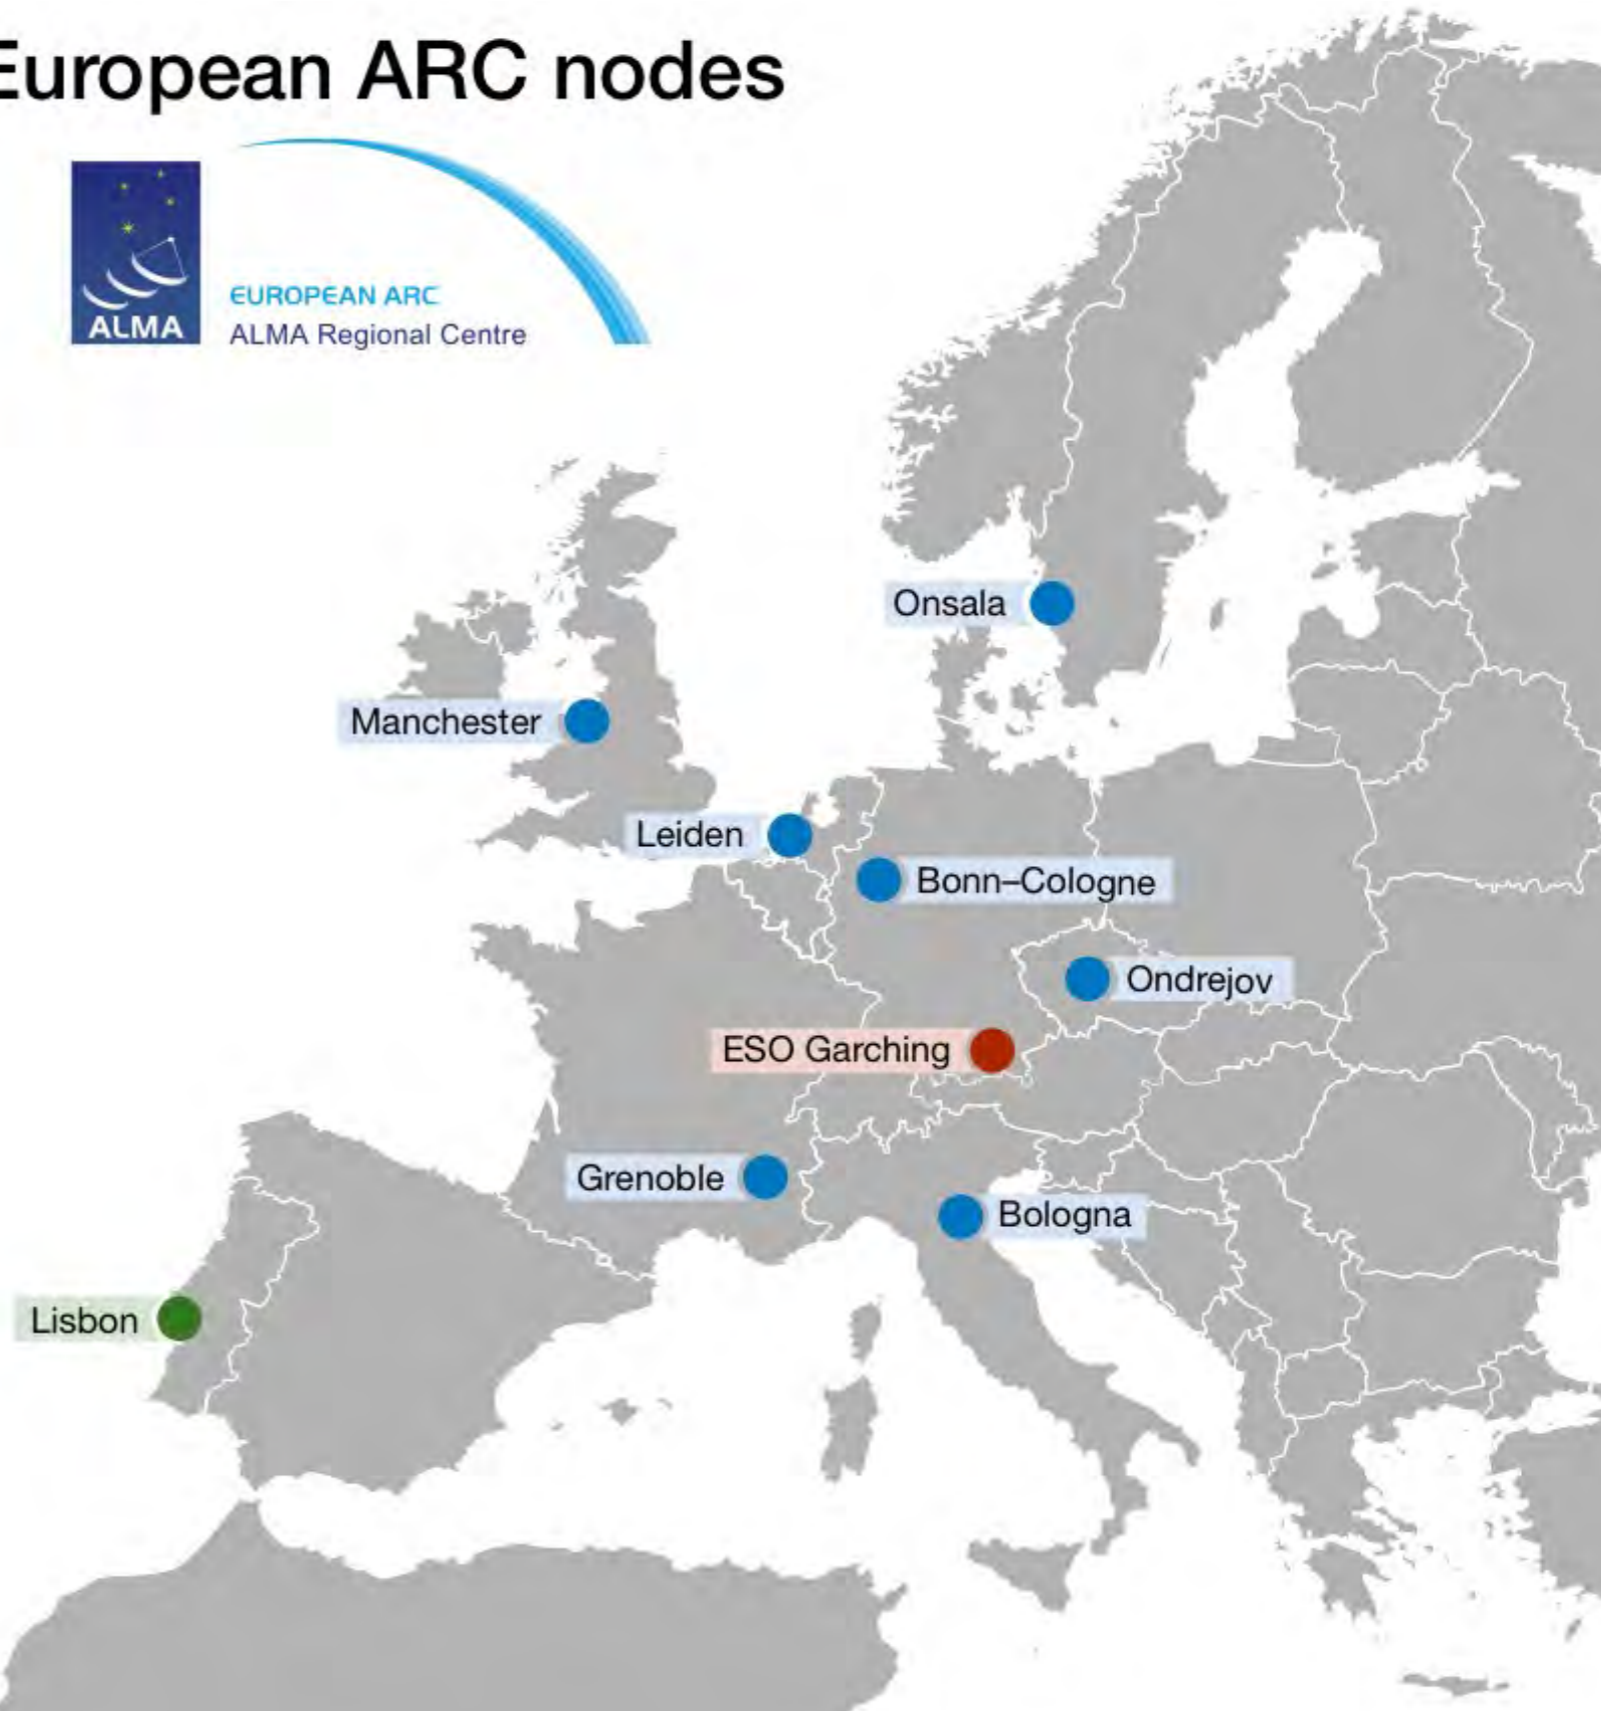 European ARC nodes
ALMA
EUROPEAN ARC
ALMA Regional Centre
Onsala
Manchester
Leiden
Bonn–Cologne
Ondrejov
ESO Garching
Grenoble
Bologna
Lisbon